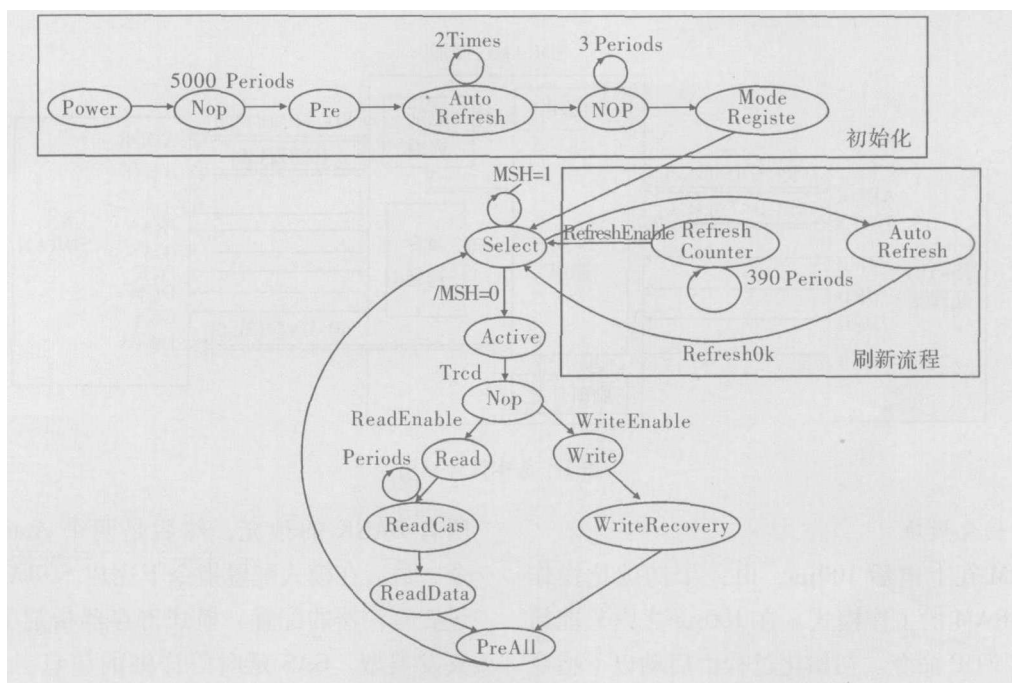 2Times
3 Periods
5000 Periods
Power
Nop
Pre
Auto
Refresh
NOP
Mode
Registe
初始化
MSH=1
Select
RefreshEnable
Refresh
Counter
Auto
Refresh
390 Periods
/MSH=0
Active
Refresh0k
刷新流程
Trcd
Nop
ReadEnable
WriteEnable
Periods
Read
Write
ReadCas
WriteRecovery
ReadData
PreAll